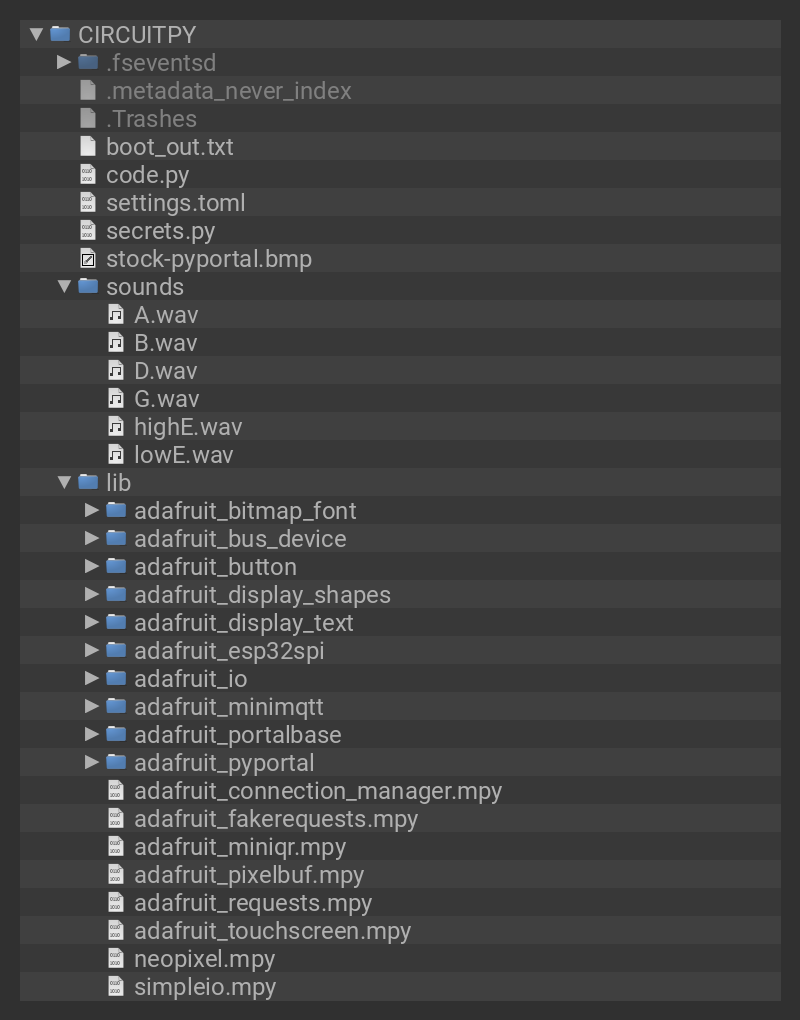 CIRCUITPY
.fseventsd
.metadata_never_index
.Trashes
boot_out.txt
code.py
settings.toml
secrets.py
stock-pyportal.bmp
sounds
A.wav
B.wav
D.wav
G.wav
highE.wav
lowE.wav
lib
adafruit_bitmap_font
adafruit_bus_device
adafruit_button
adafruit_display_shapes
adafruit_display_text
adafruit_esp32spi
adafruit_io
adafruit_minimqtt
adafruit_portalbase
adafruit_pyportal
adafruit_connection_manager.mpy
adafruit_fakerequests.mpy
adafruit_miniqr.mpy
adafruit_pixelbuf.mpy
adafruit_requests.mpy
adafruit_touchscreen.mpy
neopixel.mpy
simpleio.mpy